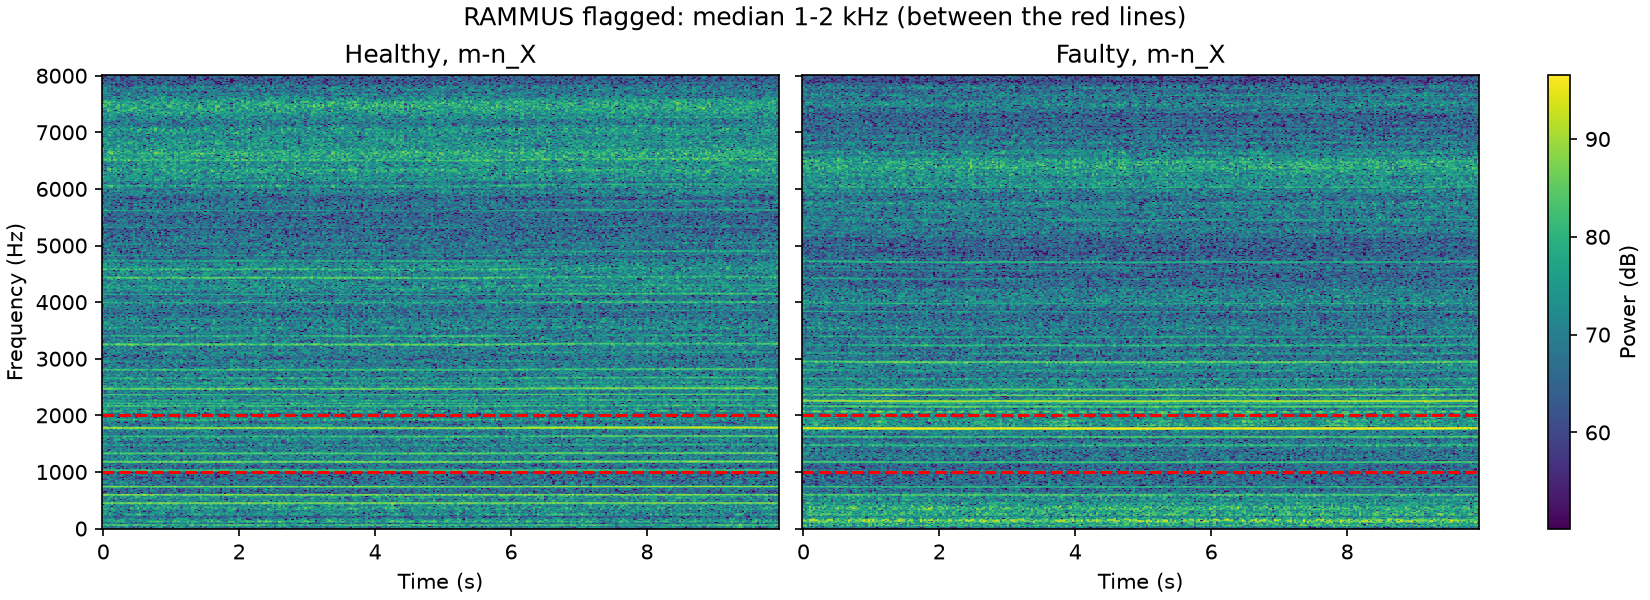 RAMMUS flagged: median 1-2 kHz (between the red lines)
Healthy, m-n_X
Faulty, m-n_X
8000
7000
6000
5000
4000
3000
2000
1000
0
Frequency (Hz)
0 2 4 6 8
Time (s)
0 2 4 6 8
Time (s)
90
80
70
60
Power (dB)